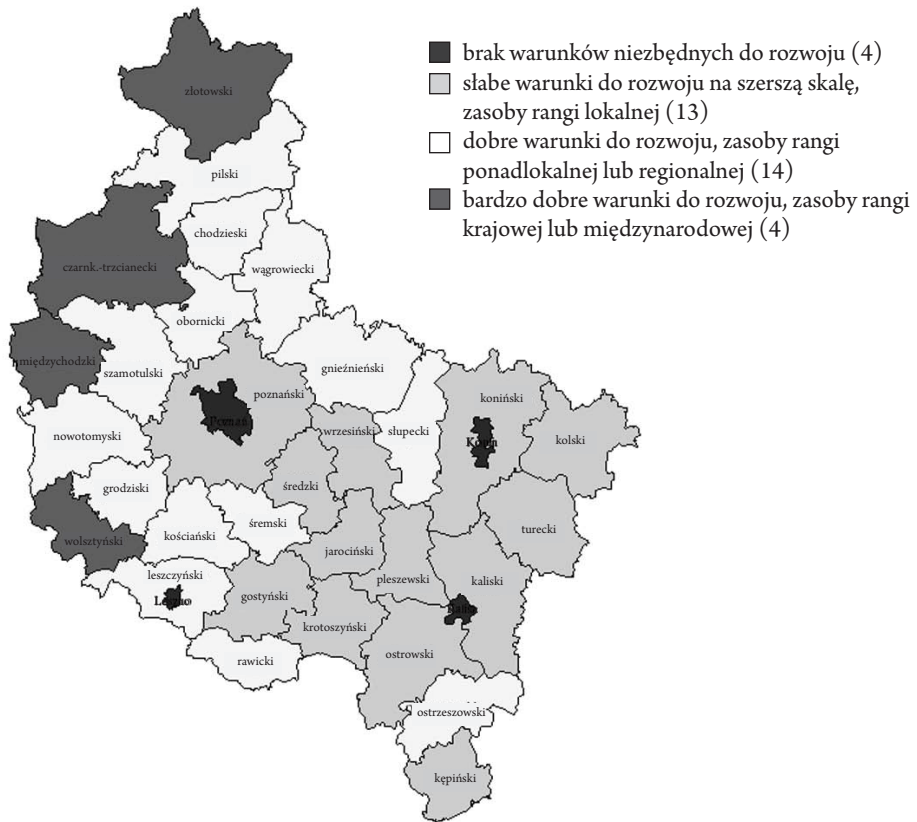 brak warunków niezbędnych do rozwoju (4)
słabe warunki do rozwoju na szerszą skalę,
zasoby rangi lokalnej (13)
dobre warunki do rozwoju, zasoby rangi
ponadlokalnej lub regionalnej (14)
bardzo dobre warunki do rozwoju, zasoby rangi
krajowej lub międzynarodowej (4)
złotowski
pilski
chodzieski
wągrowiecki
czarnk.-trzcianecki
obornicki
międzychodzki
szamotulski
gnieźnieński
poznański
Poznań
koniński
Konin
kolski
nowotomyski
wrzesiński
słupecki
grodziski
średzki
wolsztyński
kościański
śremski
turecki
jarociński
leszczyński
Leszno
gostyński
pleszewski
kaliski
krotoszyński
ostrowski
rawicki
ostrzeszowski
kępiński